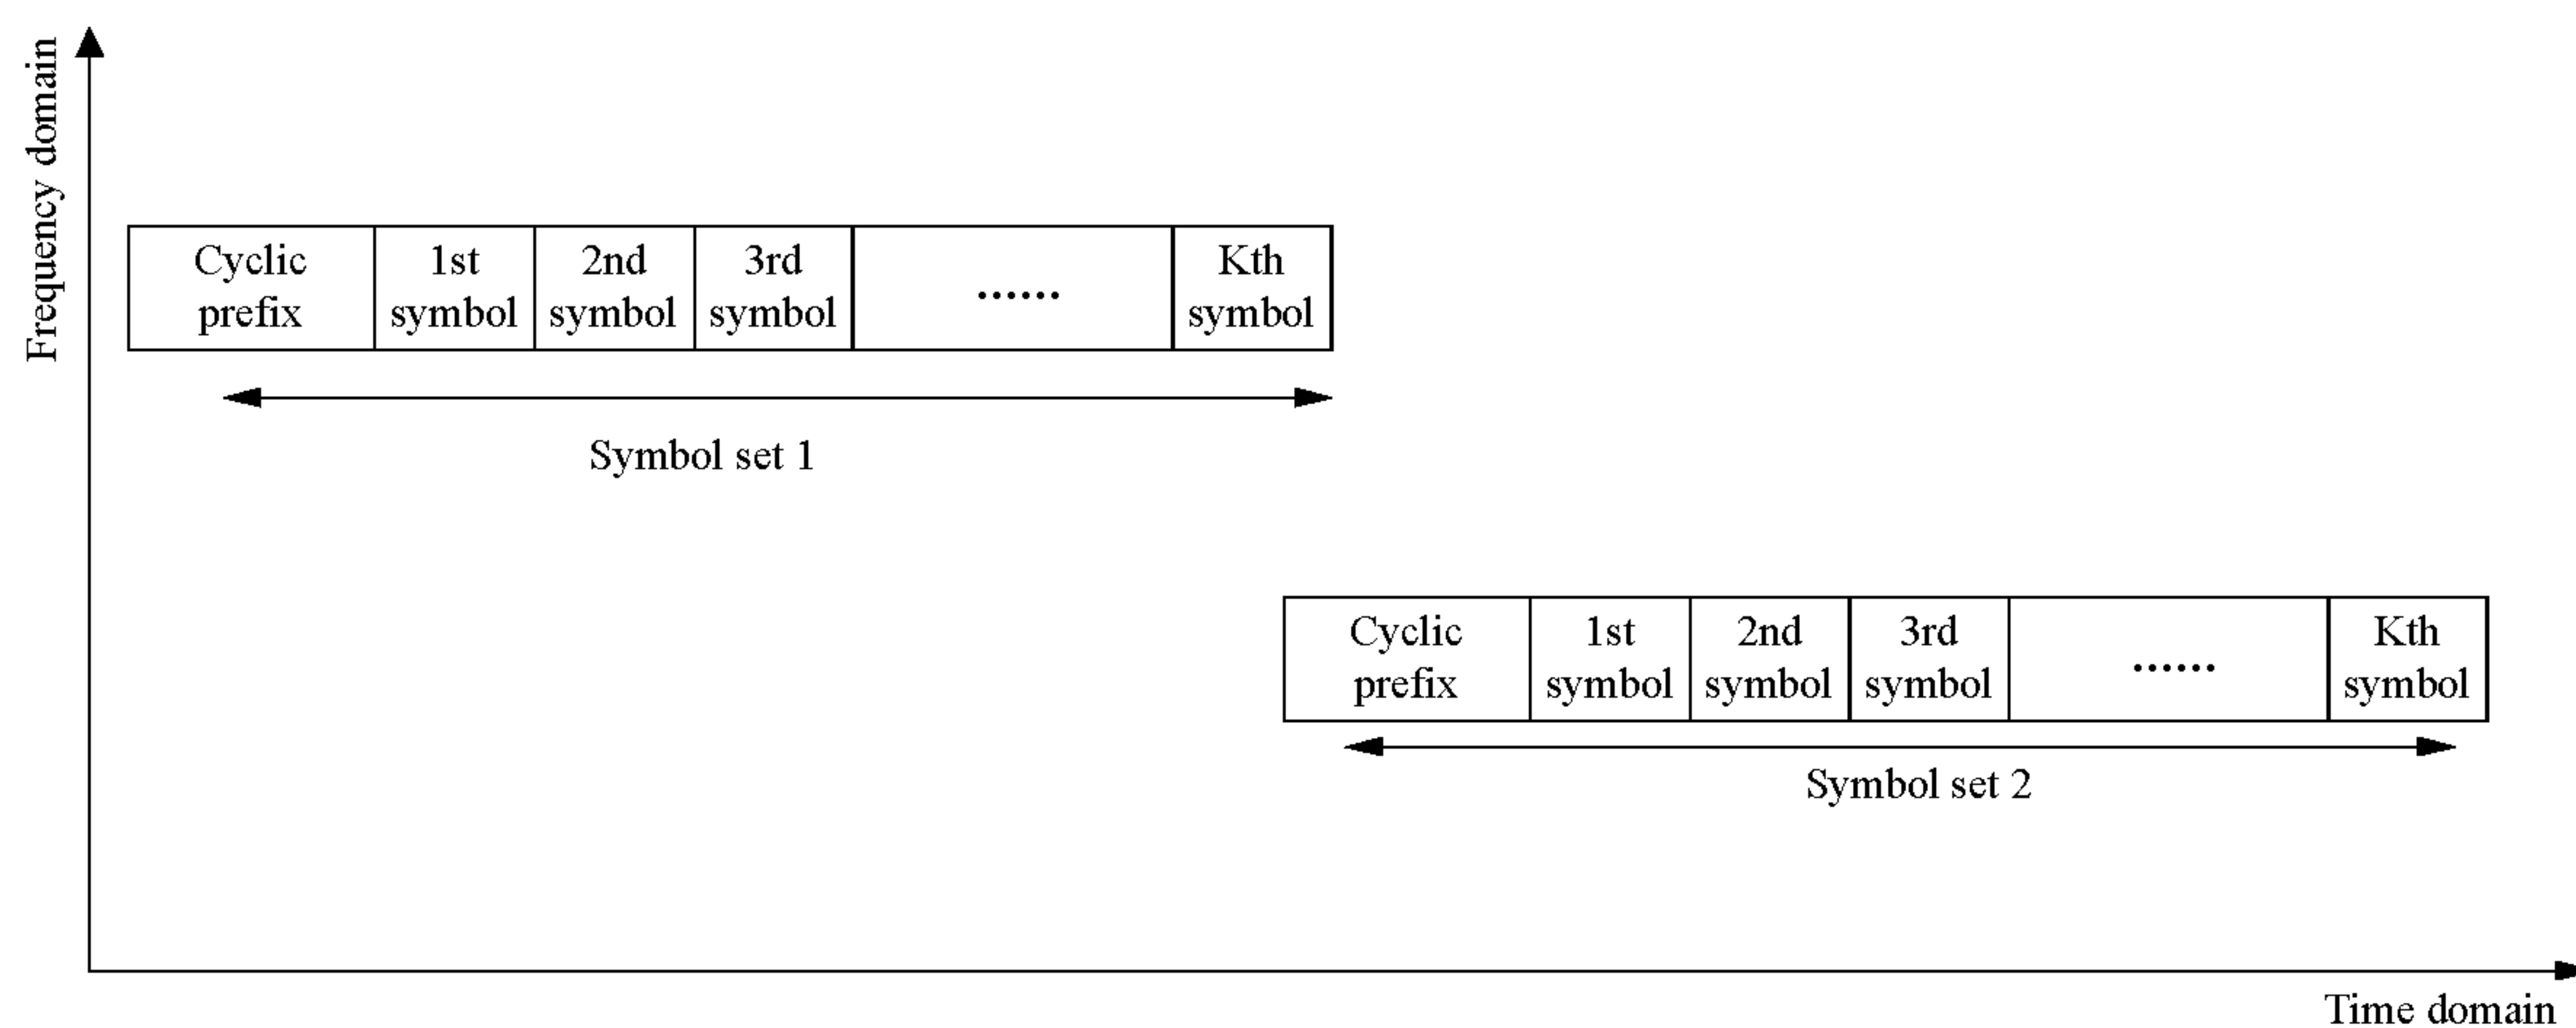 Frequency domain
Cyclic
prefix
1st
symbol
2nd
symbol
3rd
symbol
......
Kth
symbol
Symbol set 1
Cyclic
prefix
1st
symbol
2nd
symbol
3rd
symbol
......
Kth
symbol
Symbol set 2
Time domain